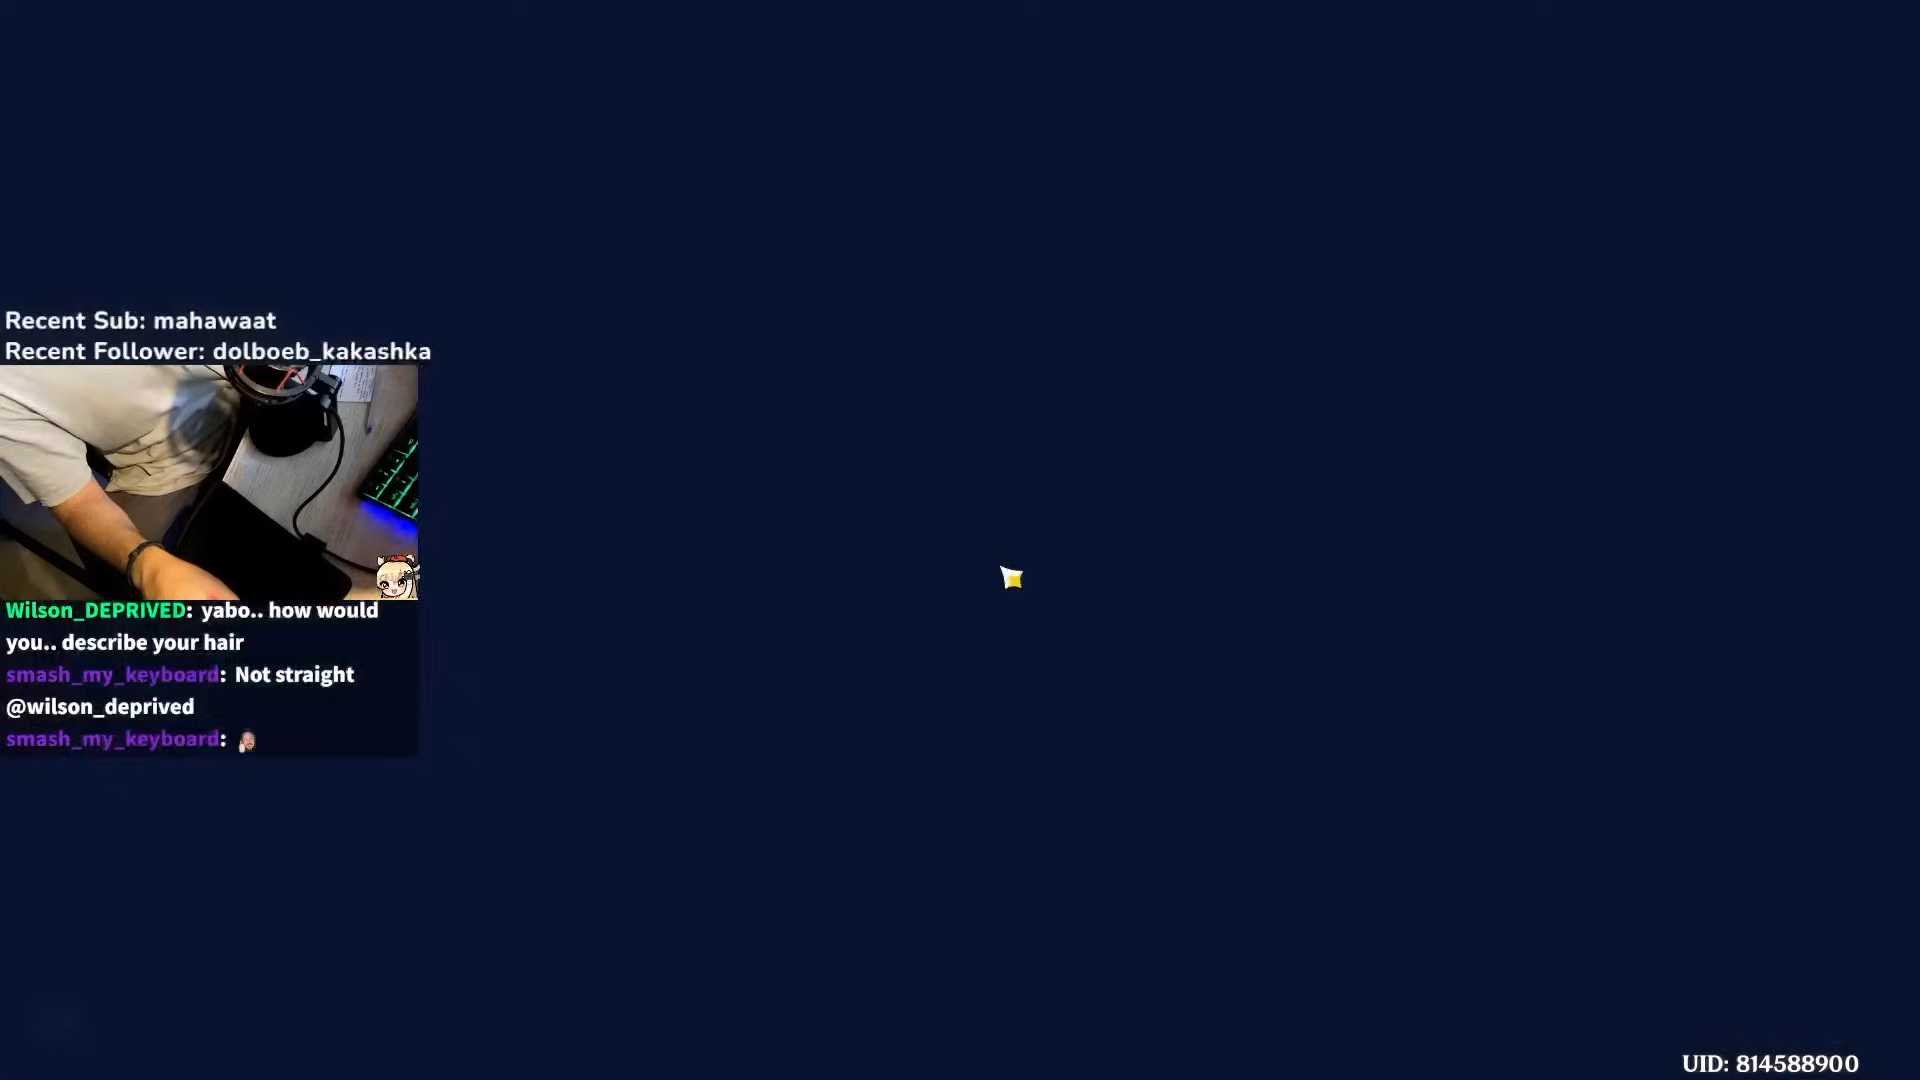 Recent Sub: mahawaat
Recent Follower: dolboeb_kakashka
Wilson_DEPRIVED: yabo.. how would
you.. describe your hair
smash_my_keyboard: Not straight
@wilson_deprived
smash_my_keyboard:
UID: 814588900